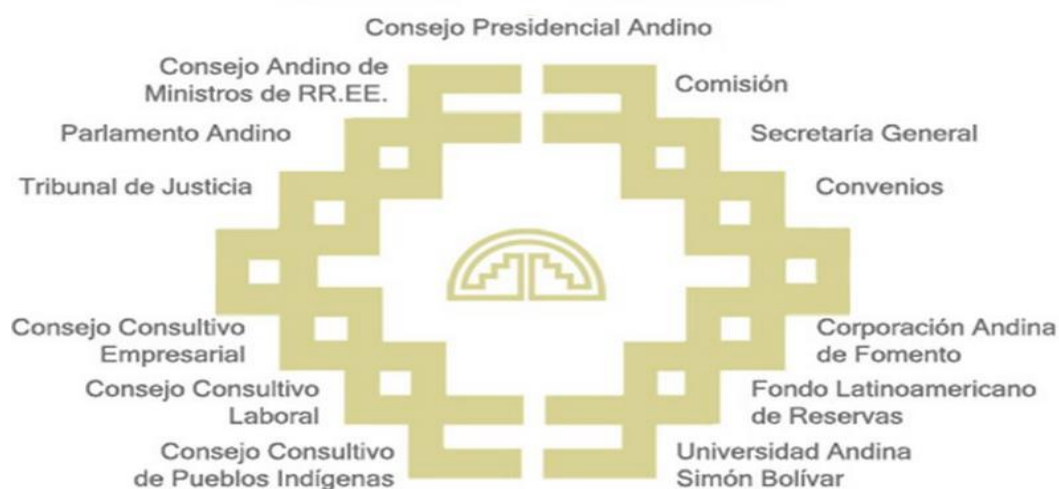 Consejo Presidencial Andino
Consejo Andino de
Ministros de RR.EE.
Parlamento Andino
Tribunal de Justicia
Comisión
Secretaría General
Convenios
Consejo Consultivo
Empresarial
Consejo Consultivo
Laboral
Consejo Consultivo
de Pueblos Indígenas
Corporación Andina
de Fomento
Fondo Latinoamericano
de Reservas
Universidad Andina
Simón Bolívar